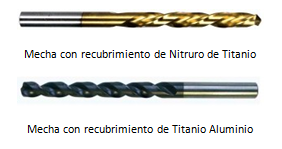 Mecha con recubrimiento de Nitruro de Titanio
Mecha con recubrimiento de Titanio Aluminio